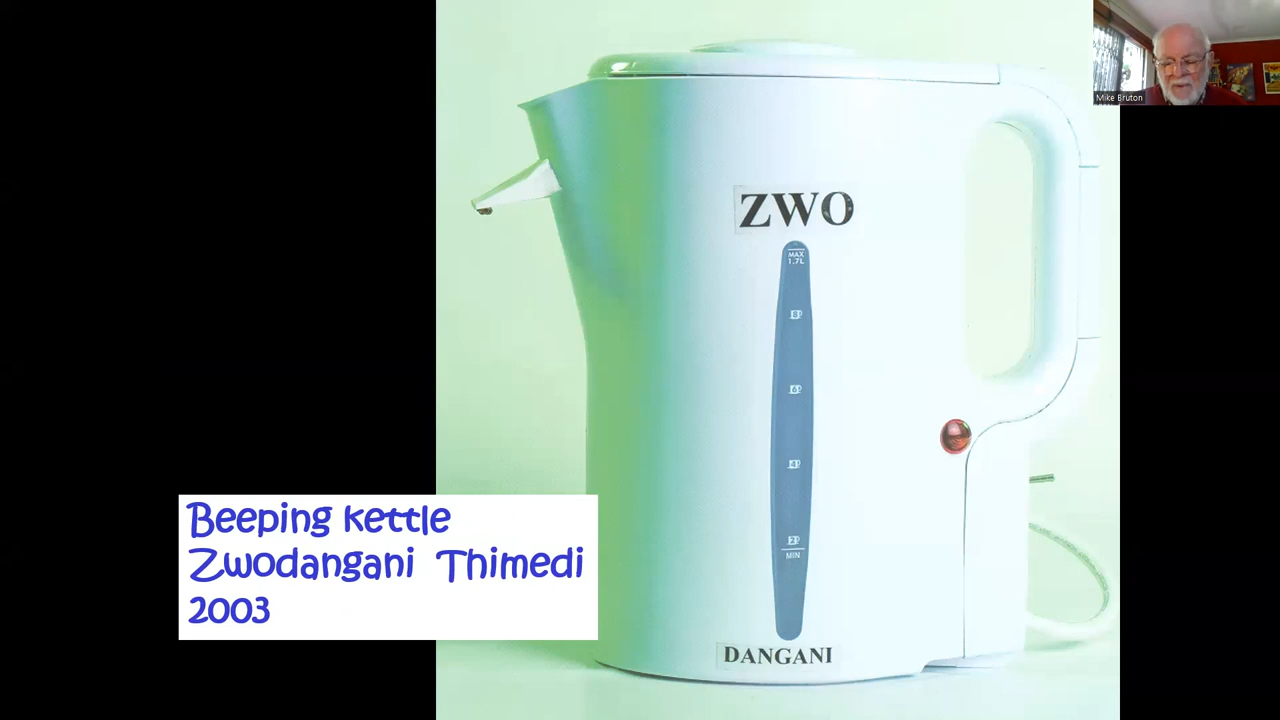 Mike Bruton
ZWO
MAX
1.7L
8
6
4
2
MIN
Beeping kettle
Zwodangani Thimedi
2003
DANGANI